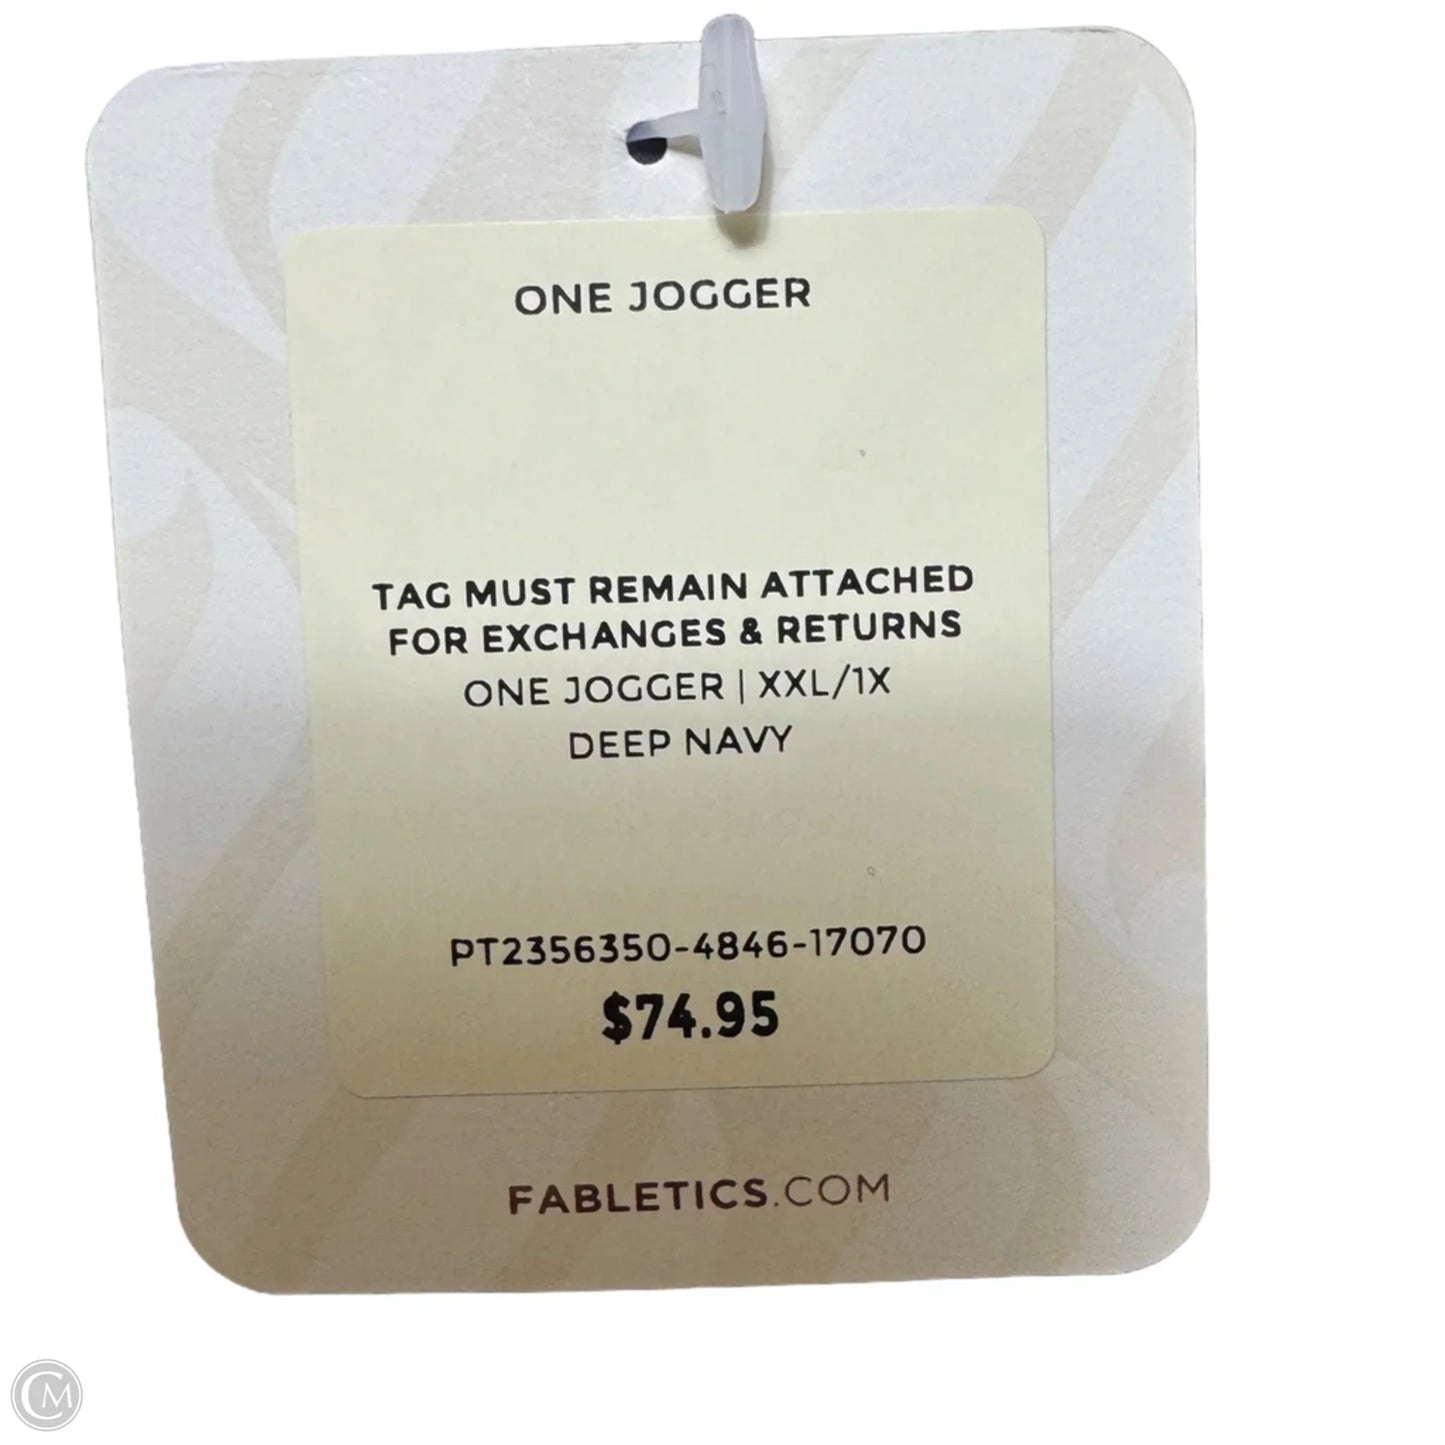 ONE JOGGER
TAG MUST REMAIN ATTACHED
FOR EXCHANGES & RETURNS
ONE JOGGER | XXL/1X
DEEP NAVY
PT2356350-4846-17070
$74.95
FABLETICS.COM
CM